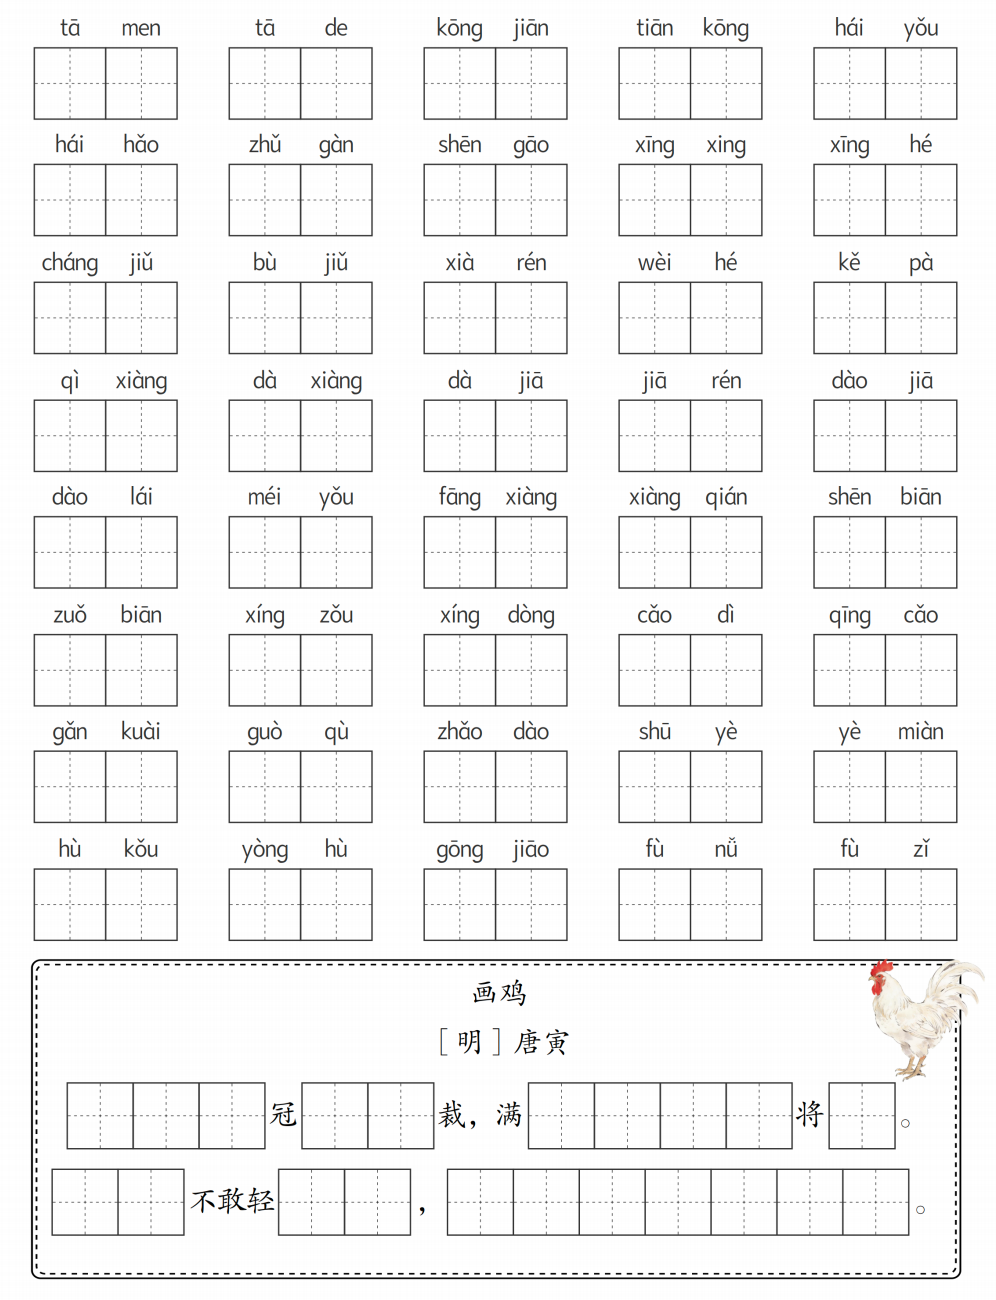 tā men tā de kōng jiān tiān kōng hái yǒu
hái hǎo zhǔ gàn shēn gāo xīng xing xīng hé
cháng jiǔ bù jiǔ xià rén wèi hé kě pà
qì xiàng dà xiàng dà jiā jiā rén dào jiā
dào lái méi yǒu fāng xiàng xiàng qián shēn biān
zuǒ biān xíng zǒu xíng dòng cǎo dì qīng cǎo
gǎn kuài guò qù zhǎo dào shū yè yè miàn
hù kǒu yòng hù gōng jiāo fù nǚ fù zǐ
画鸡
[明]唐寅
冠 裁，满 将 。
不敢轻 ， 。